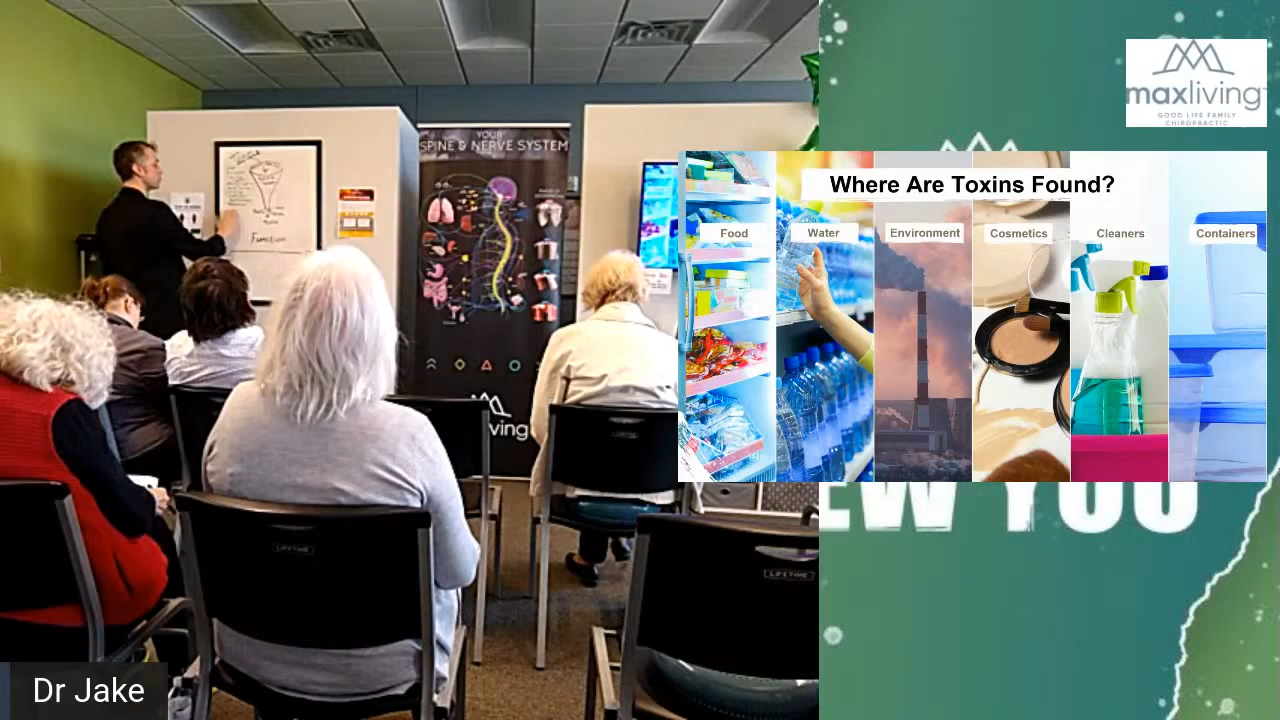 maxliving
GOOD LIFE FAMILY
CHIROPRACTIC
YOUR
SPINE & NERVE SYSTEM
Where Are Toxins Found?
Food
Water
Environment
Cosmetics
Cleaners
Containers
Function
living
LIFETIME
LIFETIME
EW YOU
Dr Jake